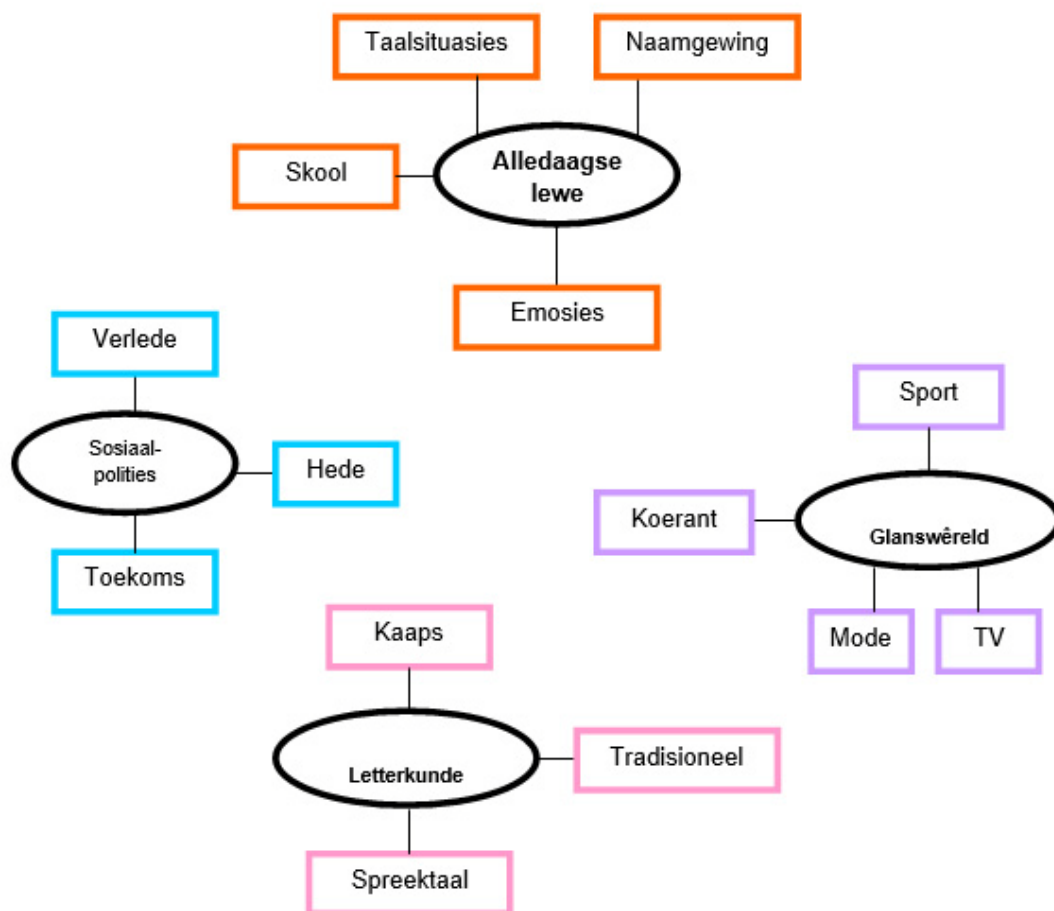 Taalsituasies
Naamgewing
Alledaagse
lewe
Skool
Emosies
Verlede
Sosiaal-
polities
Hede
Toekoms
Sport
Koerant
Glanswêreld
Mode
TV
Kaaps
Letterkunde
Tradisioneel
Spreektaal